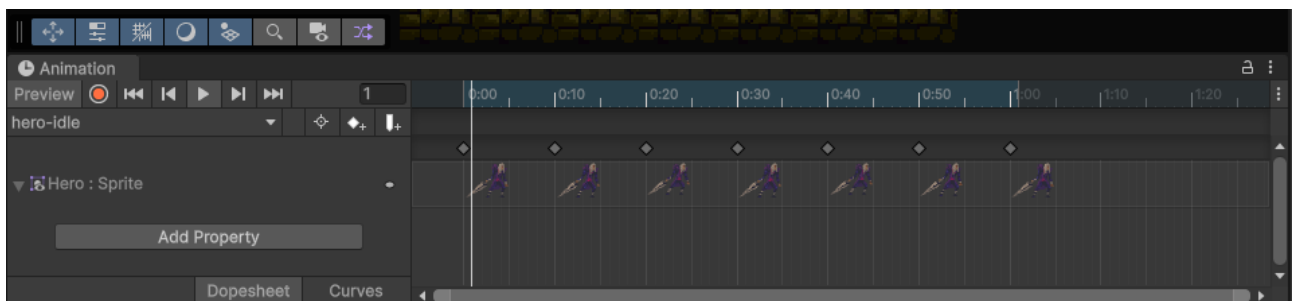 Animation
Preview 1 0:00 0:10 0:20 0:30 0:40 0:50 1:00 1:10 1:20
hero-idle
Hero : Sprite
Add Property
Dopesheet Curves